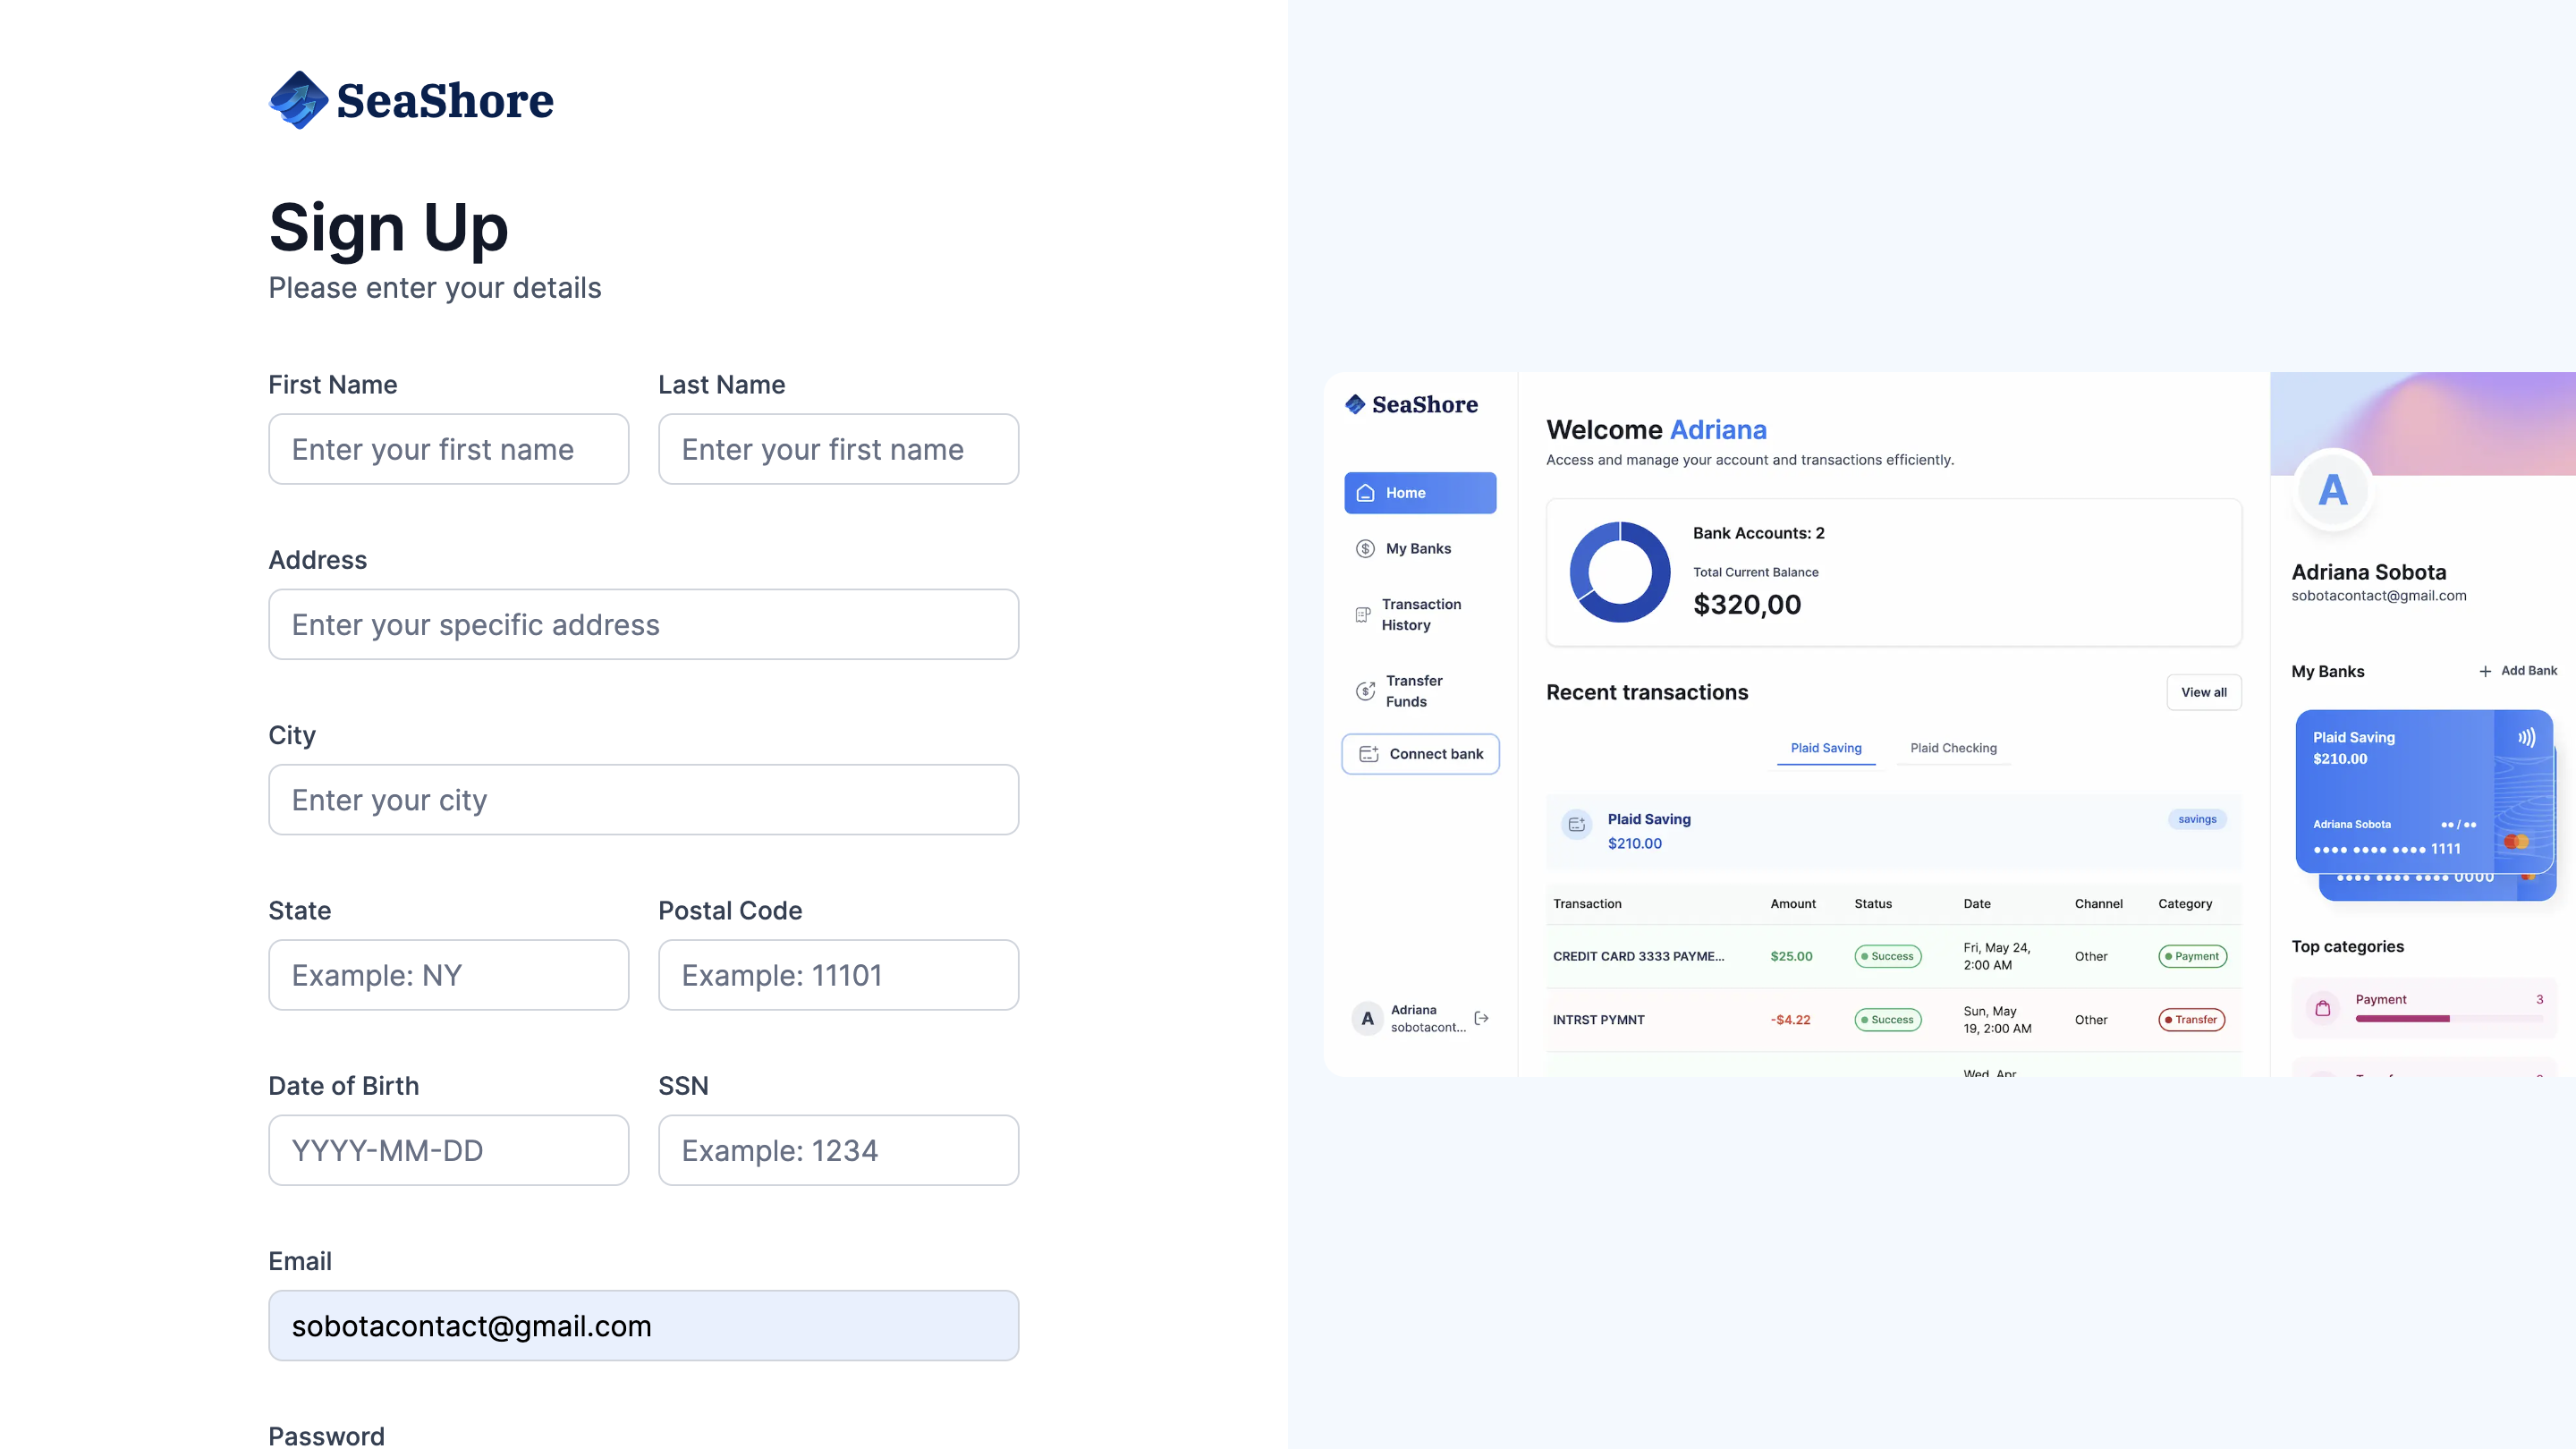 SeaShore
Sign Up
Please enter your details
First Name
Last Name
Enter your first name
Enter your first name
Address
Enter your specific address
City
Enter your city
State
Postal Code
Example: NY
Example: 11101
Date of Birth
SSN
YYYY-MM-DD
Example: 1234
Email
sobotacontact@gmail.com
Password
SeaShore
Home
My Banks
Transaction
History
Transfer
Funds
Connect bank
A
Adriana
sobotacont...
Welcome Adriana
Access and manage your account and transactions efficiently.
Bank Accounts: 2
Total Current Balance
$320,00
Recent transactions
View all
Plaid Saving
Plaid Checking
Plaid Saving
$210.00
savings
Transaction Amount Status Date Channel Category
CREDIT CARD 3333 PAYME... $25.00 Success Fri, May 24,
2:00 AM Other Payment
INTRST PYMNT -$4.22 Success Sun, May
19, 2:00 AM Other Transfer
Wed, Apr
A
Adriana Sobota
sobotacontact@gmail.com
My Banks
+ Add Bank
Plaid Saving
$210.00
Adriana Sobota ●● / ●●
●●●● ●●●● ●●●● 1111
●●●● ●●●● ●●●● 0000
Top categories
Payment 3